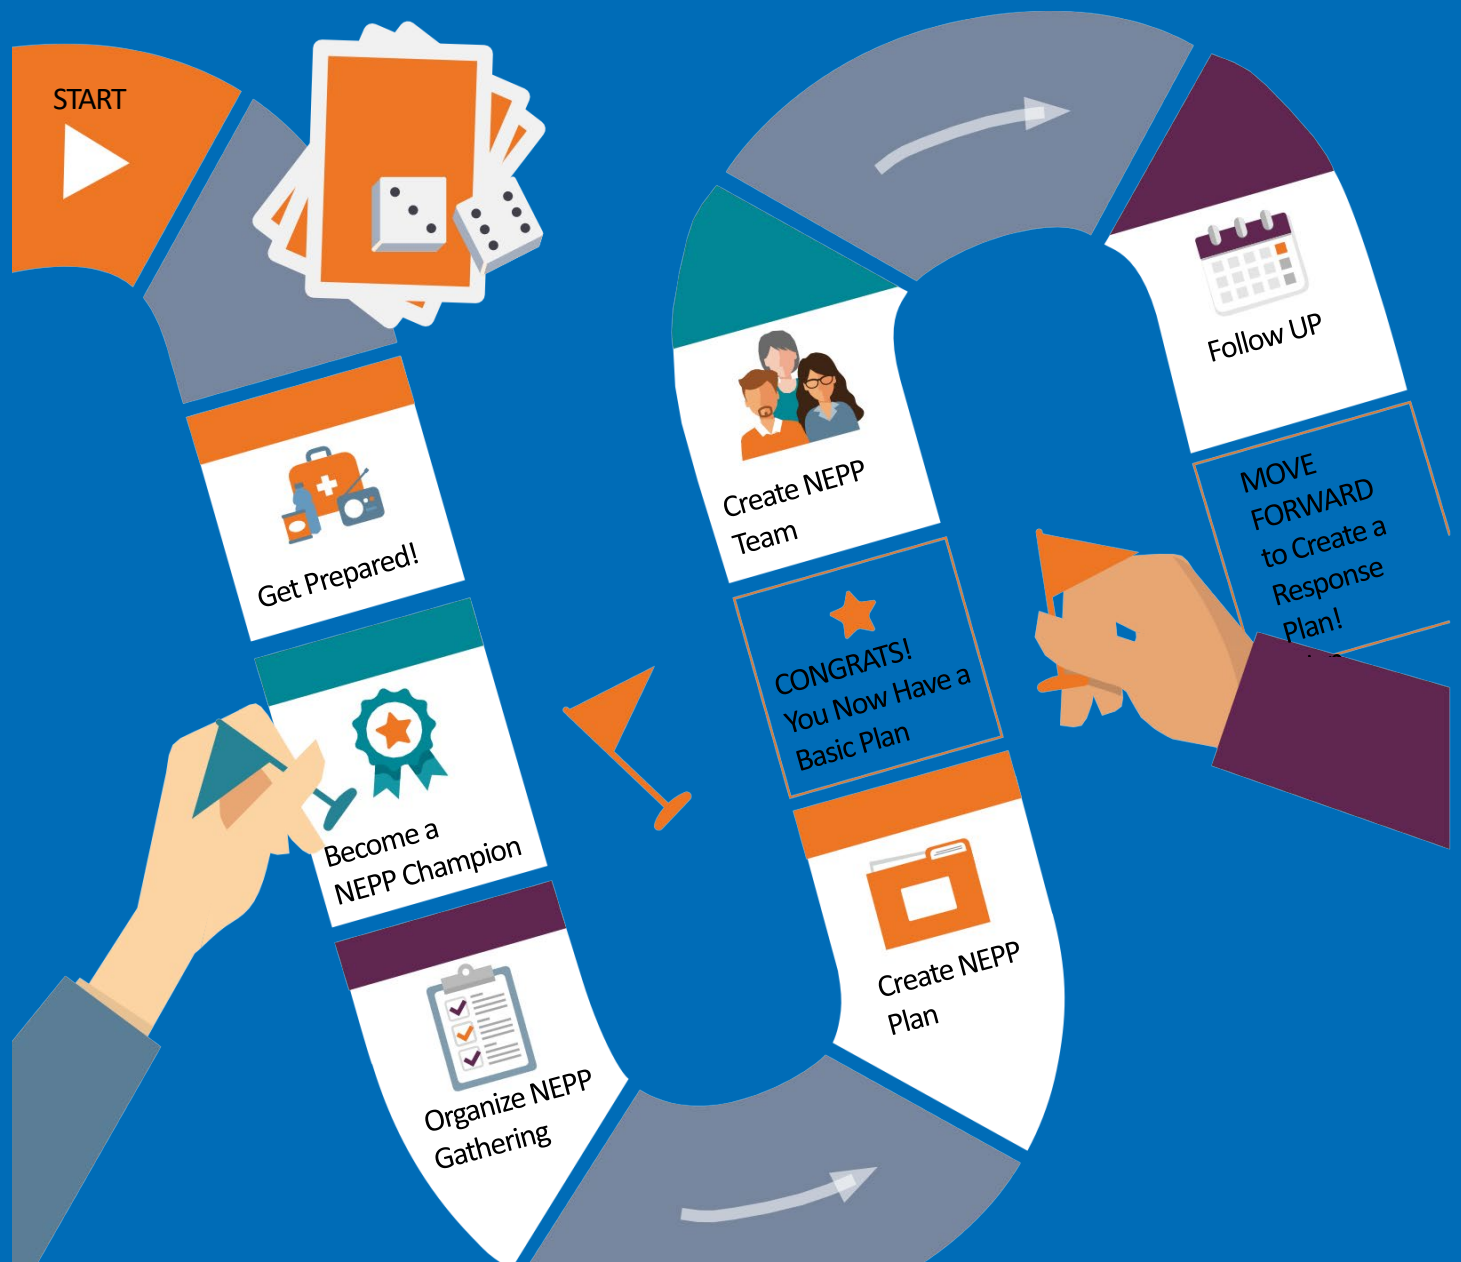 START
Get Prepared!
Become a
NEPP Champion
Organize NEPP
Gathering
Create NEPP
Plan
CONGRATS!
You Now Have a
Basic Plan
Create NEPP
Team
Follow UP
MOVE
FORWARD
to Create a
Response
Plan!